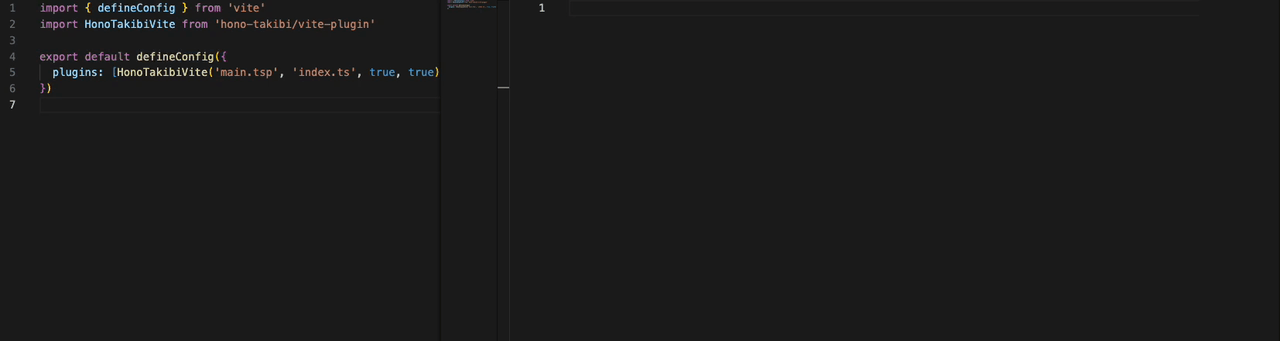 1 import { defineConfig } from 'vite'
2 import HonoTakibiVite from 'hono-takibi/vite-plugin'
3
4 export default defineConfig({
5   plugins: [HonoTakibiVite('main.tsp', 'index.ts', true, true)
6 })
7
1